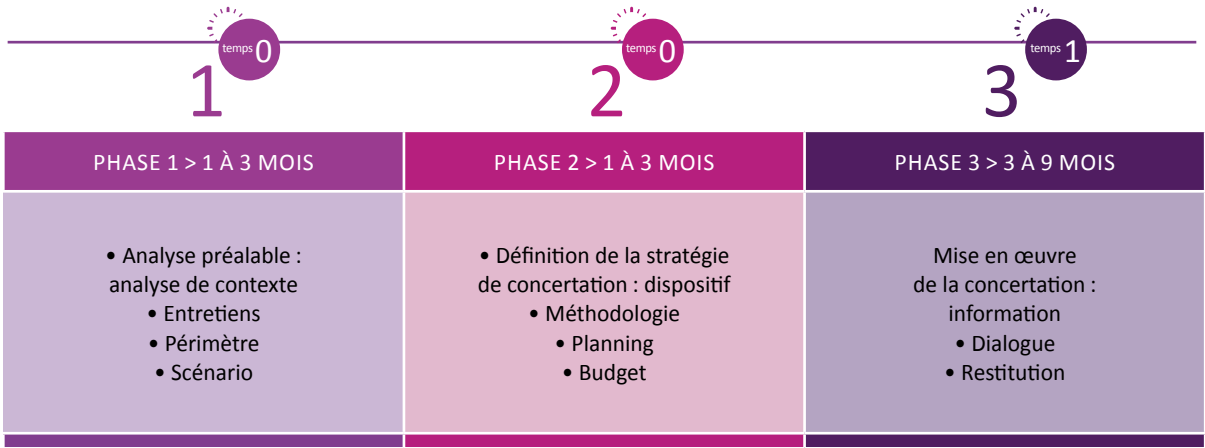 temps 0
1
temps 0
2
temps 1
3
PHASE 1 > 1 À 3 MOIS
PHASE 2 > 1 À 3 MOIS
PHASE 3 > 3 À 9 MOIS
• Analyse préalable :
analyse de contexte
• Entretiens
• Périmètre
• Scénario
• Définition de la stratégie
de concertation : dispositif
• Méthodologie
• Planning
• Budget
Mise en œuvre
de la concertation :
information
• Dialogue
• Restitution